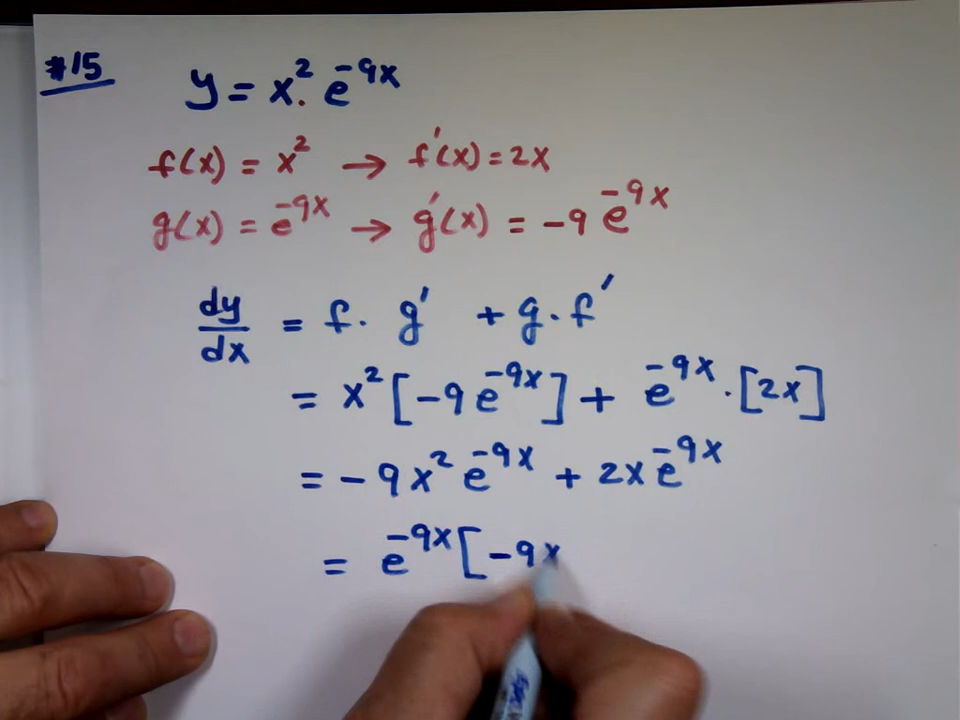 #15 y = x². e^-9x
f(x) = x² → f'(x) = 2x
g(x) = e^-9x → g'(x) = -9 e^-9x
dy/dx = f. g' + g. f'
= x² [-9 e^-9x] + e^-9x . [2x]
= -9x² e^-9x + 2x e^-9x
= e^-9x [-9x